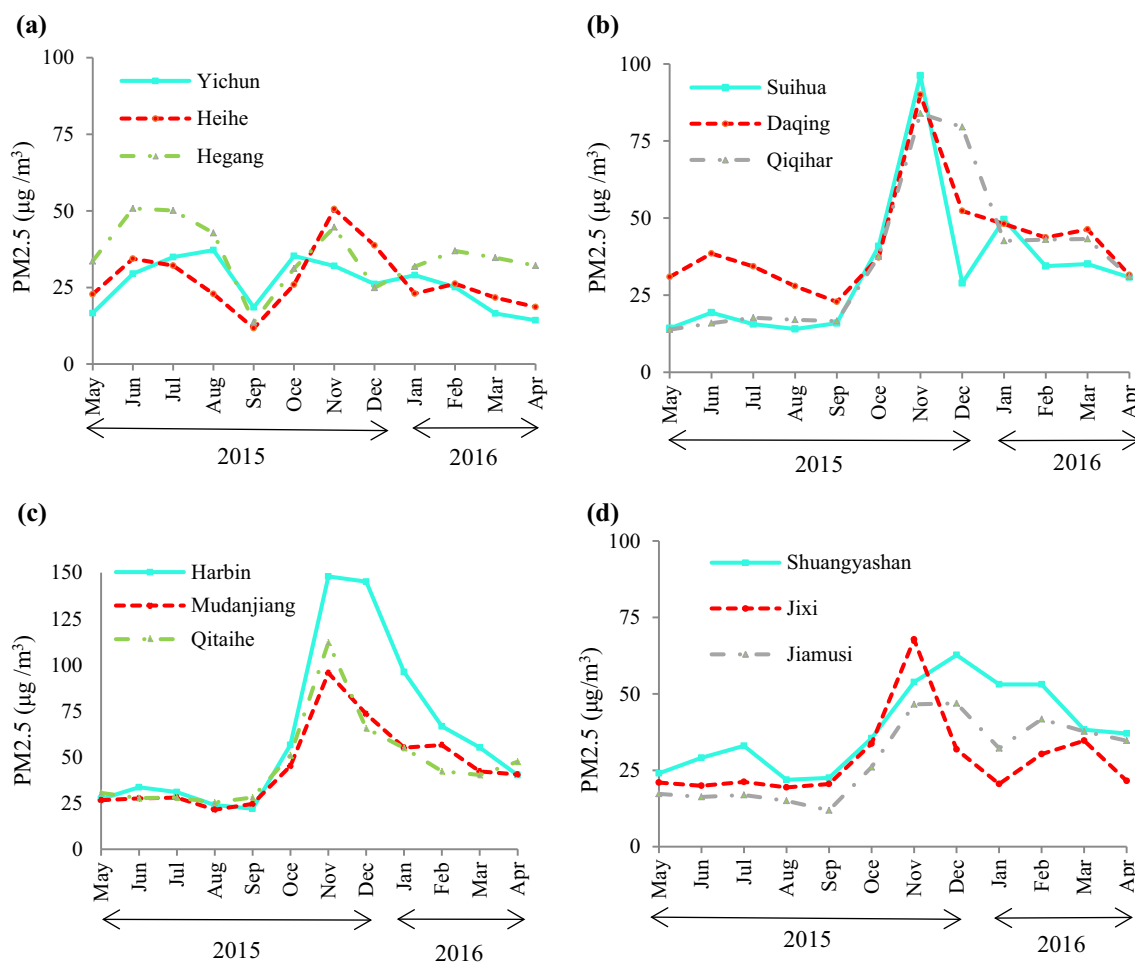 (a)
PM2.5 (µg /m³)
100
75
50
25
0
Yichun
Heihe
Hegang
May Jun Jul Aug Sep Oce Nov Dec Jan Feb Mar Apr
2015 2016
(b)
PM2.5 (µg /m³)
100
75
50
25
0
Suihua
Daqing
Qiqihar
May Jun Jul Aug Sep Oce Nov Dec Jan Feb Mar Apr
2015 2016
(c)
PM2.5 (µg /m³)
150
125
100
75
50
25
0
Harbin
Mudanjiang
Qitaihe
May Jun Jul Aug Sep Oce Nov Dec Jan Feb Mar Apr
2015 2016
(d)
PM2.5 (µg/m³)
100
75
50
25
0
Shuangyashan
Jixi
Jiamusi
May Jun Jul Aug Sep Oce Nov Dec Jan Feb Mar Apr
2015 2016